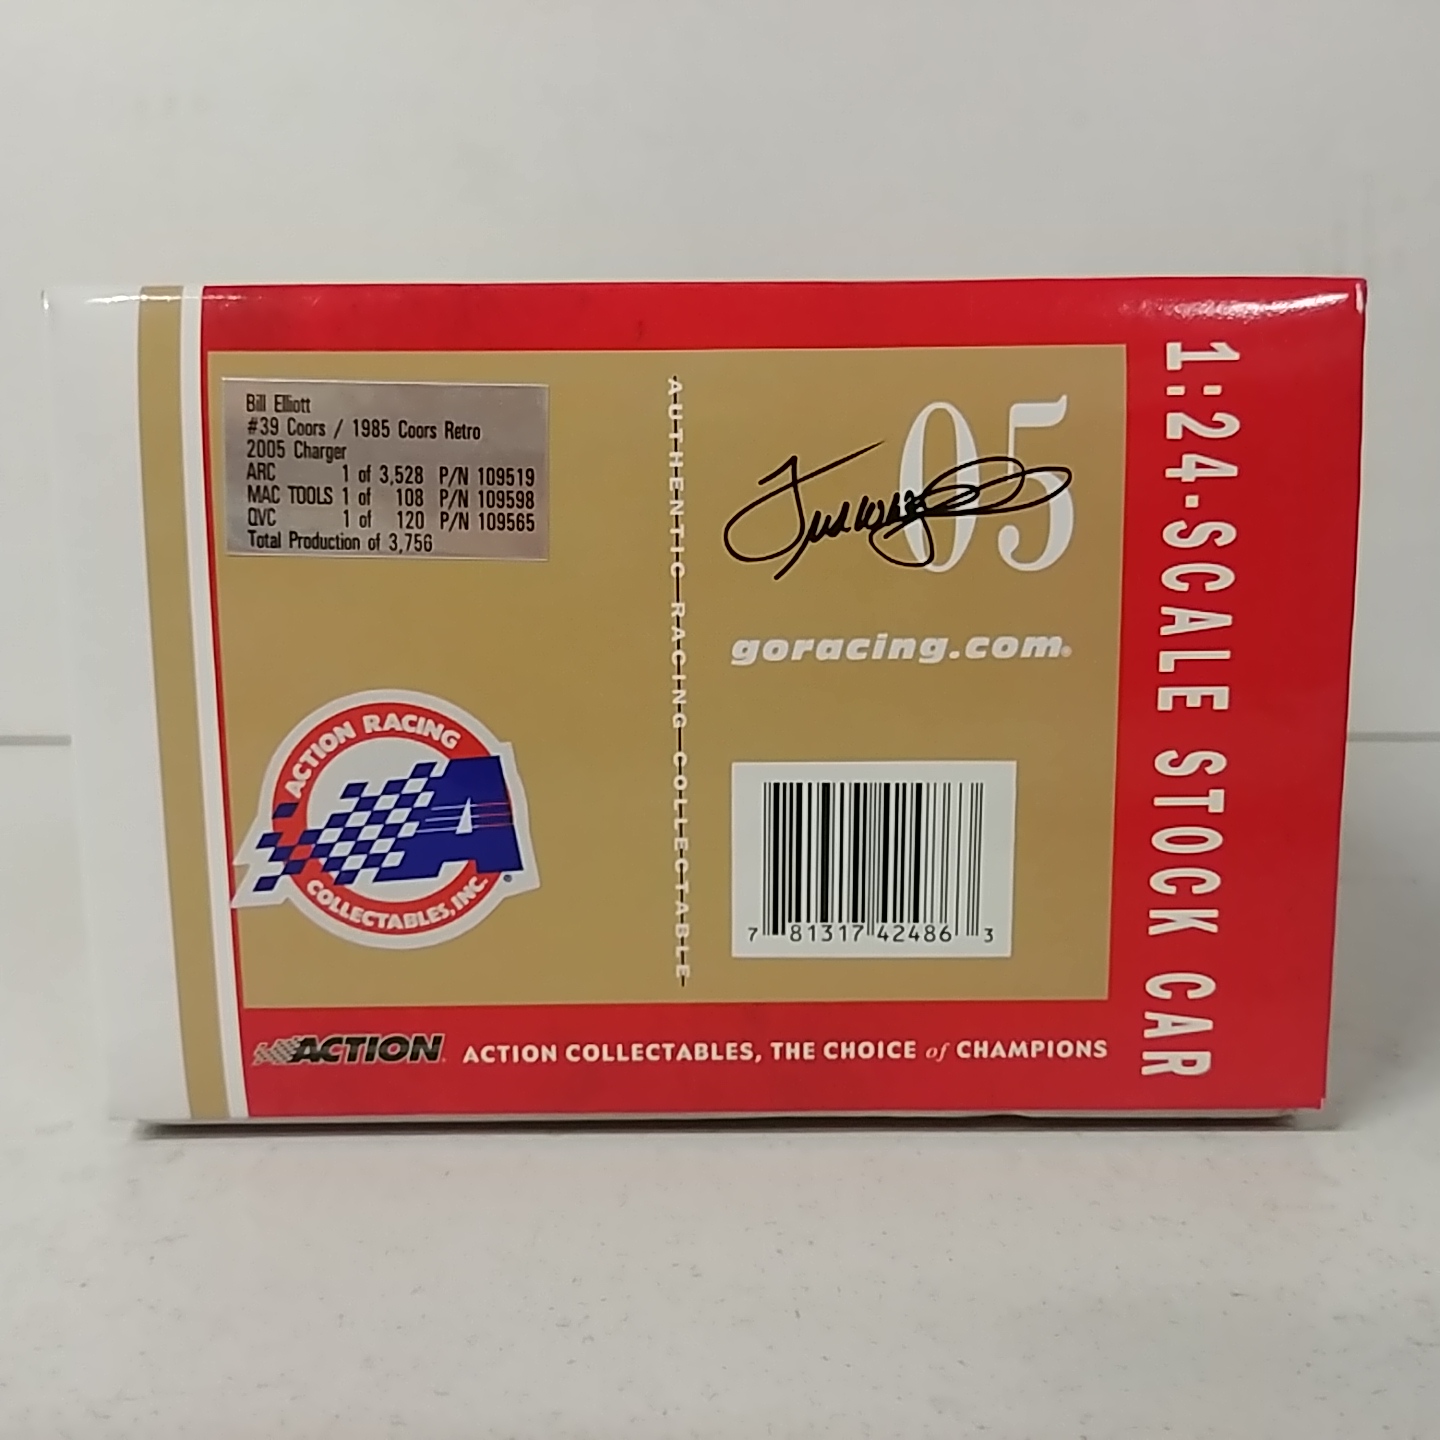 Bill Elliott
#39 Coors / 1985 Coors Retro
2005 Charger
ARC 1 of 3,528 P/N 109519
MAC TOOLS 1 of 108 P/N 109598
QVC 1 of 120 P/N 109565
Total Production of 3,756
AUTHENTIC RACING COLLECTABLE
05
goracing.com®
ACTION RACING
A®
COLLECTABLES, INC.
7 81317 42486 3
1:24-SCALE STOCK CAR
ACTION ACTION COLLECTABLES, THE CHOICE of CHAMPIONS